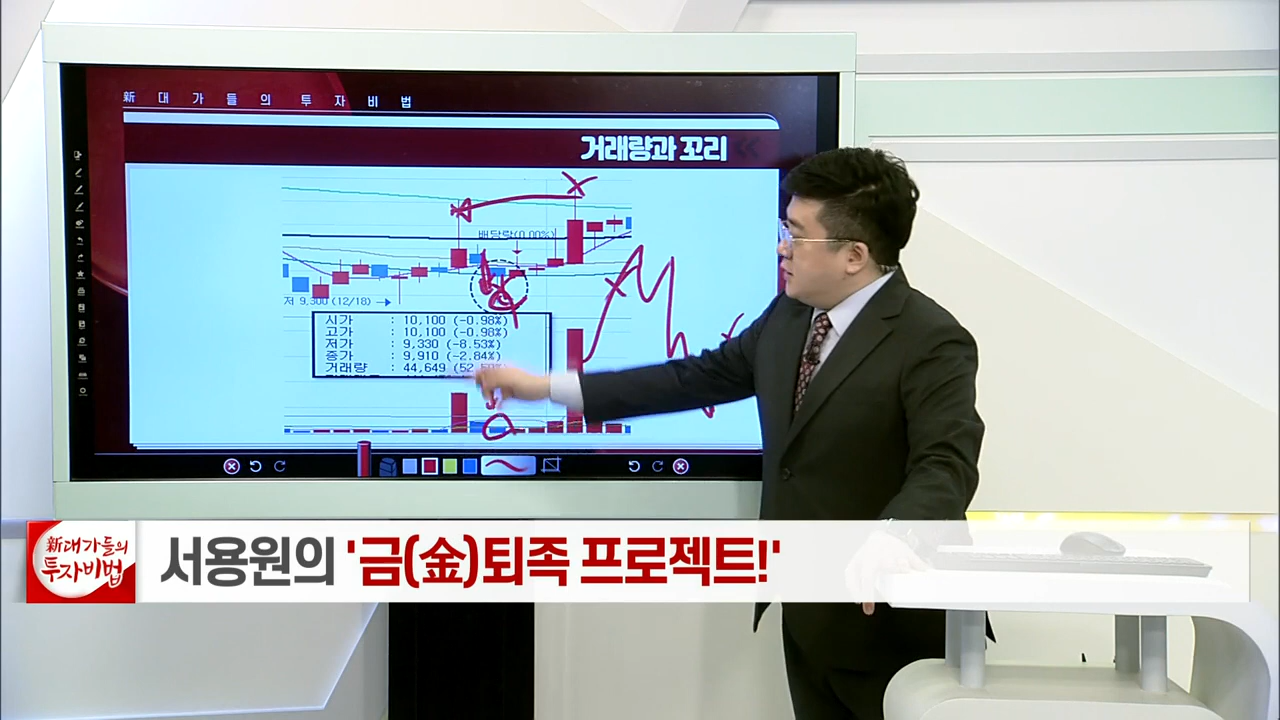 新 대 가 들 의 투 자 비 법
거래량과 꼬리
배당락(0.00%)
저 9,300 (12/18)
시가 : 10,100 (-0.98%)
고가 : 10,100 (-0.98%)
저가 : 9,330 (-8.53%)
종가 : 9,910 (-2.84%)
거래량 : 44,649
新대가들의
투자비법
서용원의 '금(金)퇴족 프로젝트!'